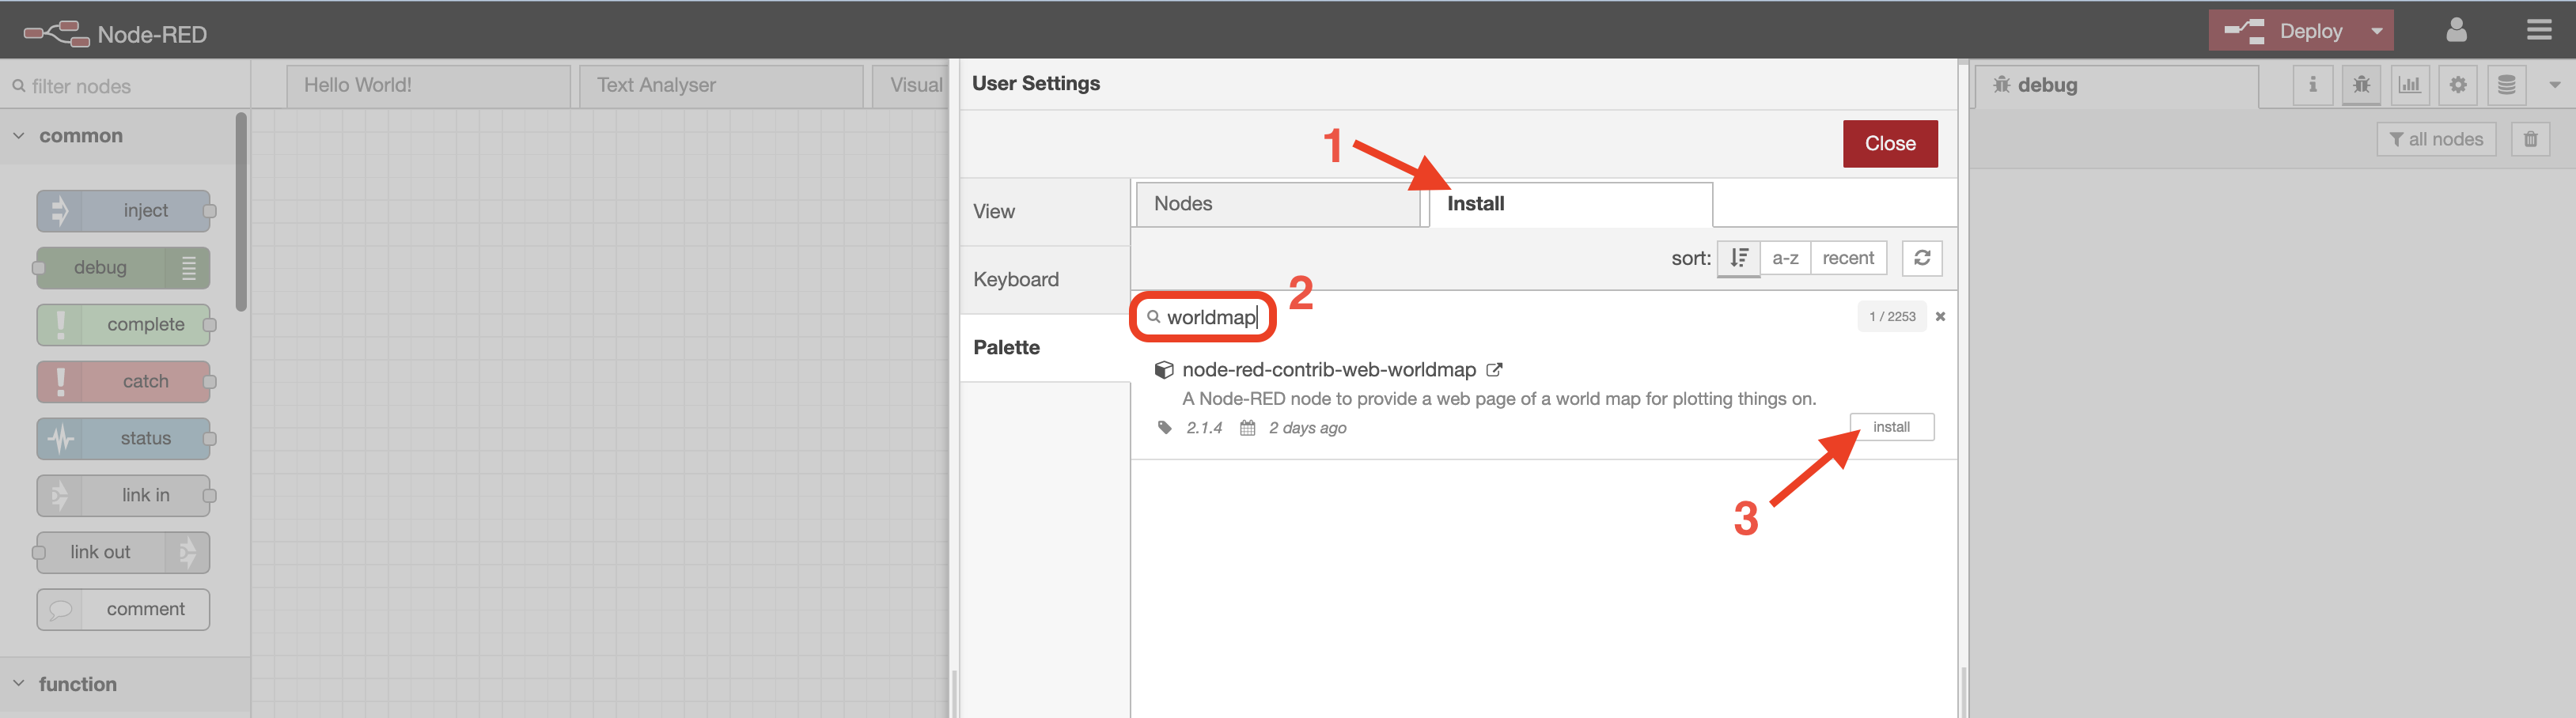 Node-RED
Deploy
filter nodes
Hello World!
Text Analyser
Visual
User Settings
debug
common
1
Close
all nodes
inject
View
Nodes
Install
debug
sort:
a-z
recent
Keyboard
2
complete
worldmap
1 / 2253
catch
Palette
node-red-contrib-web-worldmap
A Node-RED node to provide a web page of a world map for plotting things on.
status
2.1.4
2 days ago
install
link in
3
link out
comment
function